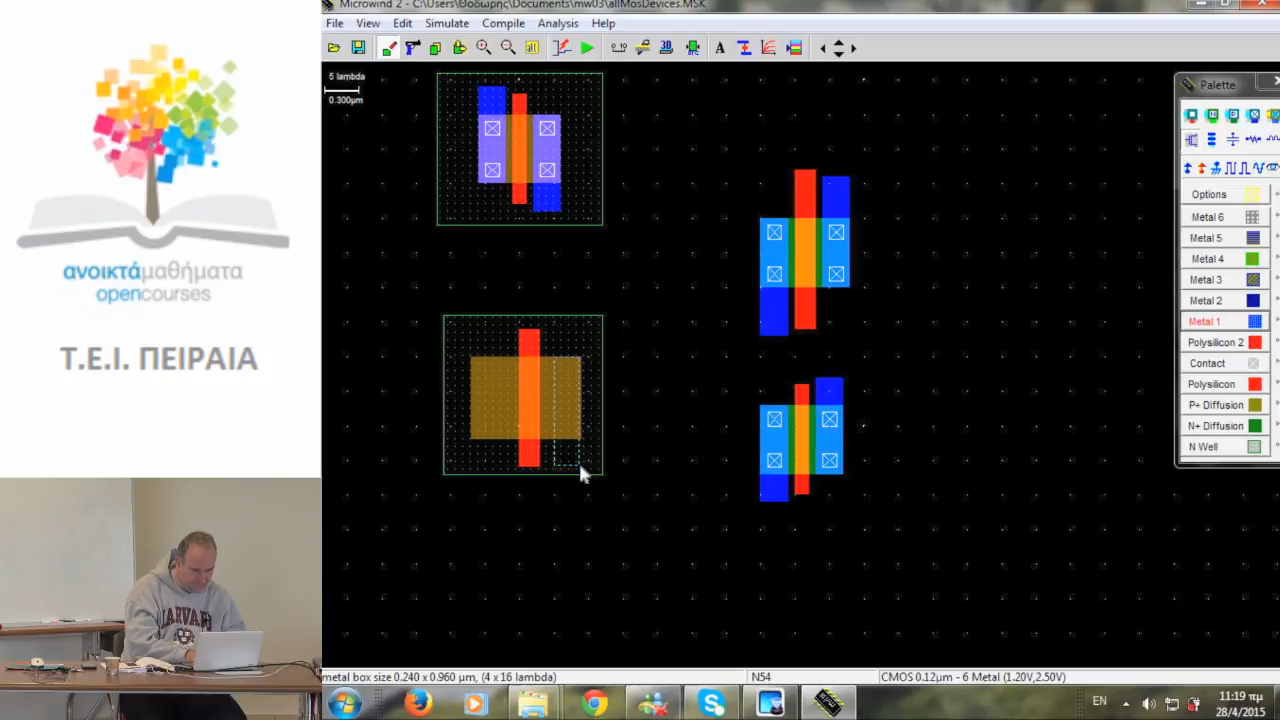 Microwind 2 - C:\Users\Θοδωρής\Documents\mw03\allMosDevices.MSK
File View Edit Simulate Compile Analysis Help
5 lambda
0.300µm
Palette
Options
Metal 6
Metal 5
Metal 4
Metal 3
Metal 2
Metal 1
Polysilicon 2
Contact
Polysilicon
P+ Diffusion
N+ Diffusion
N Well
ανοικτάμαθήματα
opencourses
Τ.Ε.Ι. ΠΕΙΡΑΙΑ
HARVARD
metal box size 0.240 x 0.960 µm, (4 x 16 lambda)
N54
CMOS 0.12µm - 6 Metal (1.20V,2.50V)
EN
11:19 πμ
28/4/2015